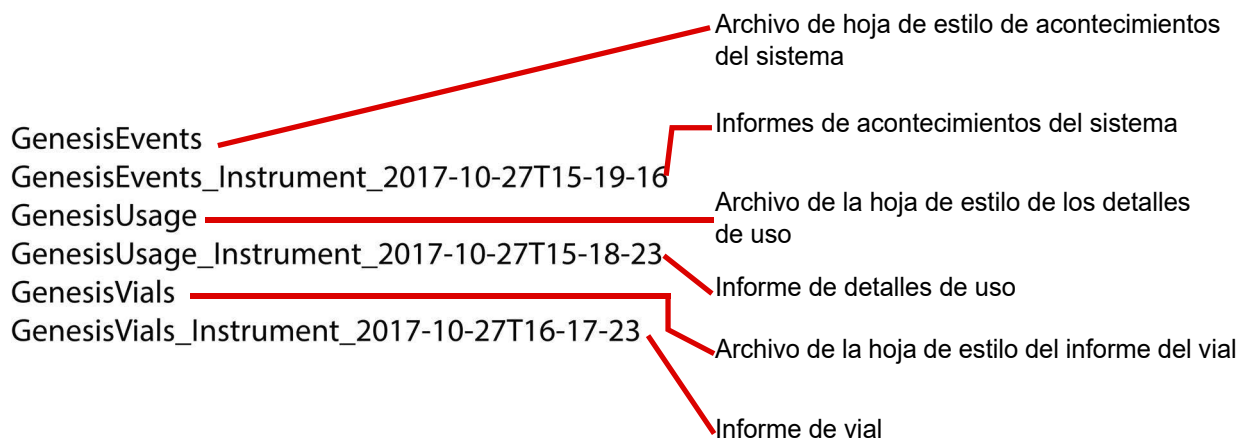 Archivo de hoja de estilo de acontecimientos
del sistema
GenesisEvents
Informes de acontecimientos del sistema
GenesisEvents_Instrument_2017-10-27T15-19-16
GenesisUsage
Archivo de la hoja de estilo de los detalles
de uso
GenesisUsage_Instrument_2017-10-27T15-18-23
Informe de detalles de uso
GenesisVials
GenesisVials_Instrument_2017-10-27T16-17-23
Archivo de la hoja de estilo del informe del vial
Informe de vial